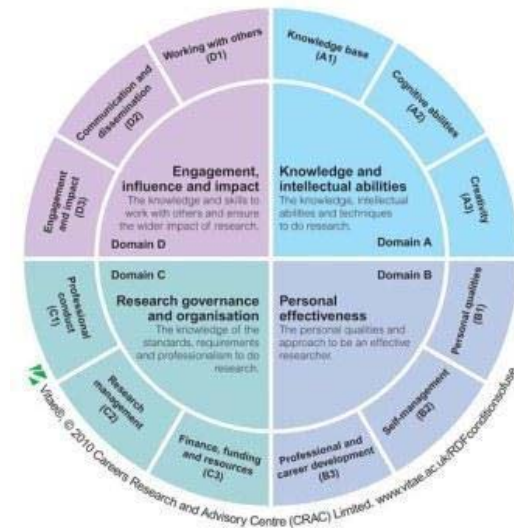 Working with others
(D1)
Communication and
dissemination
(D2)
Engagement
and impact
(D3)
Knowledge base
(A1)
Cognitive abilities
(A2)
Creativity
(A3)
Engagement,
influence and impact
The knowledge and skills to
work with others and ensure
the wider impact of research.
Domain D
Knowledge and
intellectual abilities
The knowledge, intellectual
abilities and techniques
to do research.
Domain A
Domain C
Research governance
and organisation
The knowledge of the
standards, requirements
and professionalism to do
research.
Domain B
Personal
effectiveness
The personal qualities and
approach to be an effective
researcher.
Professional
conduct
(C1)
Research
management
(C2)
Finance, funding
and resources
(C3)
Personal qualities
(B1)
Self-management
(B2)
Professional and
career development
(B3)
Vitae®, © 2010 Careers Research and Advisory Centre (CRAC) Limited. www.vitae.ac.uk/RDFconditionsofuse